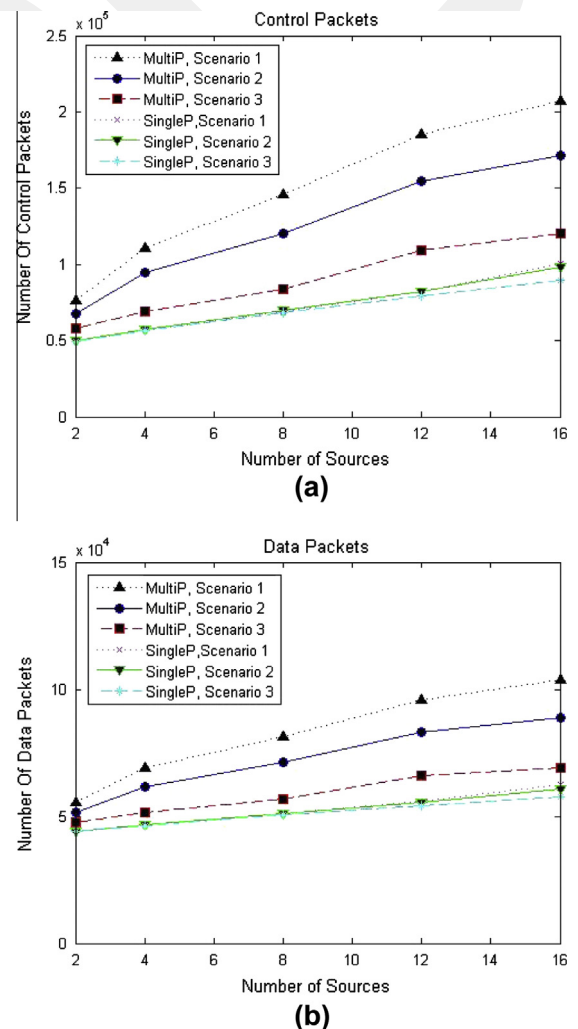 Control Packets
x 10^5
2.5
2
1.5
1
0.5
0
Number Of Control Packets
MultiP, Scenario 1
MultiP, Scenario 2
MultiP, Scenario 3
SingleP,Scenario 1
SingleP, Scenario 2
SingleP, Scenario 3
2 4 6 8 10 12 14 16
Number of Sources
(a)
Data Packets
x 10^4
15
10
5
0
Number Of Data Packets
MultiP, Scenario 1
MultiP, Scenario 2
MultiP, Scenario 3
SingleP,Scenario 1
SingleP, Scenario 2
SingleP, Scenario 3
2 4 6 8 10 12 14 16
Number of Sources
(b)